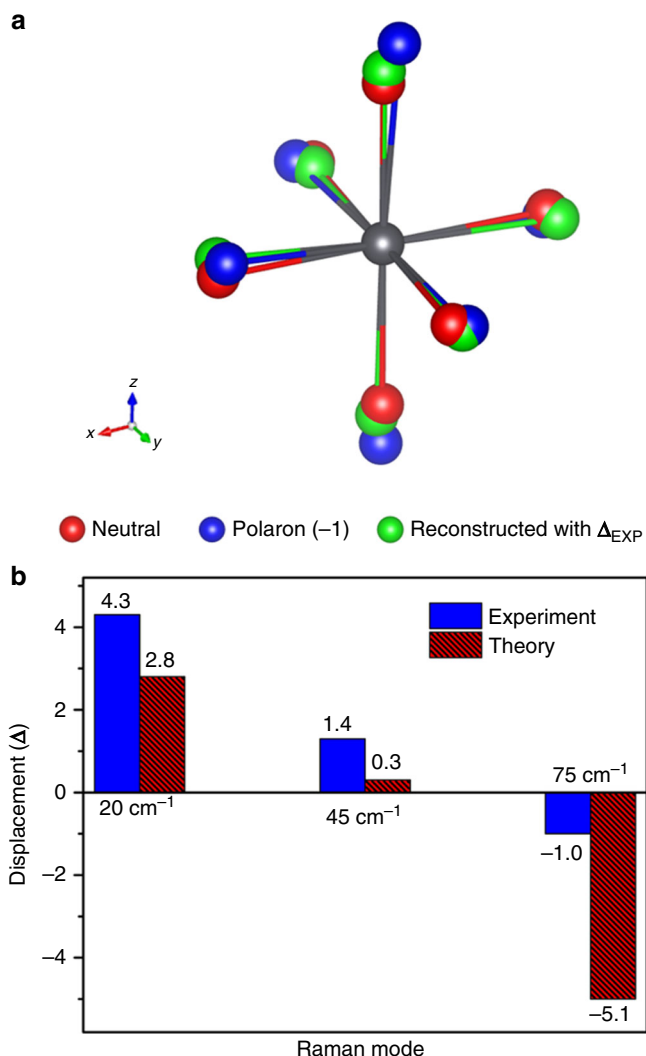 a
z
x
y
Neutral
Polaron (−1)
Reconstructed with Δ_EXP
b
4.3
2.8
1.4
0.3
−1.0
−5.1
20 cm⁻¹
45 cm⁻¹
75 cm⁻¹
Experiment
Theory
4
2
0
−2
−4
Displacement (Δ)
Raman mode